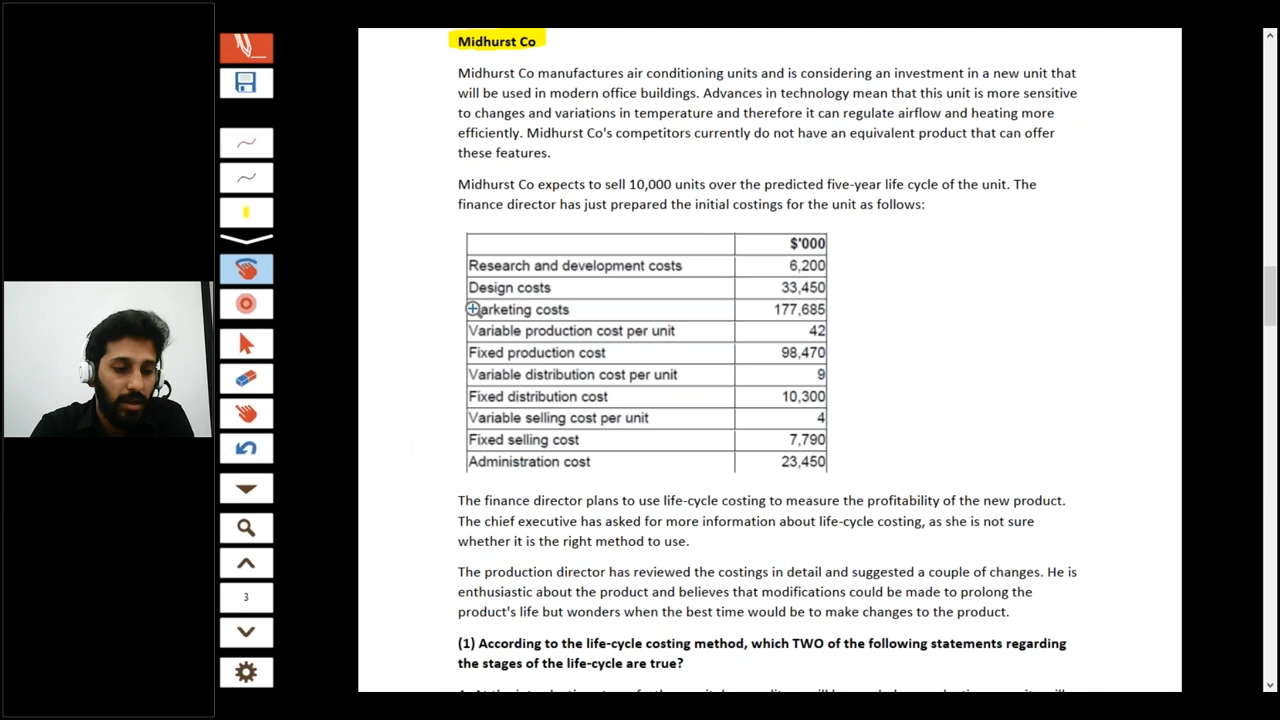 Midhurst Co
Midhurst Co manufactures air conditioning units and is considering an investment in a new unit that
will be used in modern office buildings. Advances in technology mean that this unit is more sensitive
to changes and variations in temperature and therefore it can regulate airflow and heating more
efficiently. Midhurst Co's competitors currently do not have an equivalent product that can offer
these features.
Midhurst Co expects to sell 10,000 units over the predicted five-year life cycle of the unit. The
finance director has just prepared the initial costings for the unit as follows:
$'000
Research and development costs 6,200
Design costs 33,450
arketing costs 177,685
Variable production cost per unit 42
Fixed production cost 98,470
Variable distribution cost per unit 9
Fixed distribution cost 10,300
Variable selling cost per unit 4
Fixed selling cost 7,790
Administration cost 23,450
The finance director plans to use life-cycle costing to measure the profitability of the new product.
The chief executive has asked for more information about life-cycle costing, as she is not sure
whether it is the right method to use.
The production director has reviewed the costings in detail and suggested a couple of changes. He is
enthusiastic about the product and believes that modifications could be made to prolong the
product's life but wonders when the best time would be to make changes to the product.
3
(1) According to the life-cycle costing method, which TWO of the following statements regarding
the stages of the life-cycle are true?